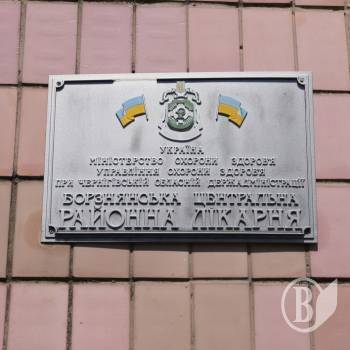 УКРАЇНА
МІНІСТЕРСТВО ОХОРОНИ ЗДОРОВ'Я
УПРАВЛІННЯ ОХОРОНИ ЗДОРОВ'Я
ПРИ ЧЕРНІГІВСЬКІЙ ОБЛАСНІЙ ДЕРЖАДМІНІСТРАЦІЇ
БОРЗНЯНСЬКА ЦЕНТРАЛЬНА
РАЙОННА ЛІКАРНЯ
В